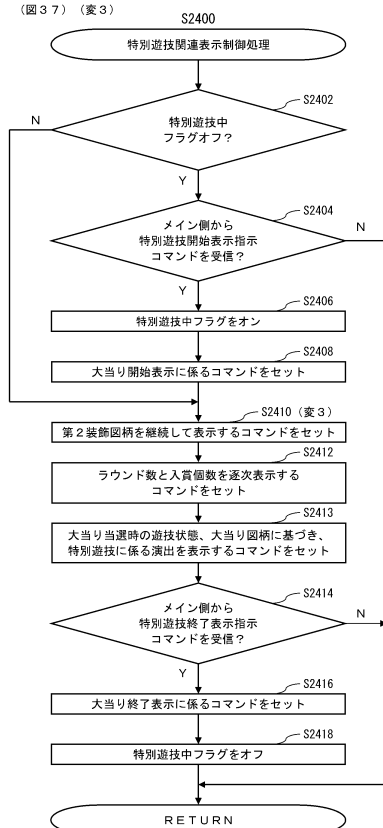 （図３７）（変３）
S2400
特別遊技関連表示制御処理
S2402
特別遊技中
フラグオフ？
N
Y
S2404
メイン側から
特別遊技開始表示指示
コマンドを受信？
N
Y
S2406
特別遊技中フラグをオン
S2408
大当り開始表示に係るコマンドをセット
S2410（変３）
第２装飾図柄を継続して表示するコマンドをセット
S2412
ラウンド数と入賞個数を逐次表示する
コマンドをセット
S2413
大当り当選時の遊技状態、大当り図柄に基づき、
特別遊技に係る演出を表示するコマンドをセット
S2414
メイン側から
特別遊技終了表示指示
コマンドを受信？
N
Y
S2416
大当り終了表示に係るコマンドをセット
S2418
特別遊技中フラグをオフ
ＲＥＴＵＲＮ